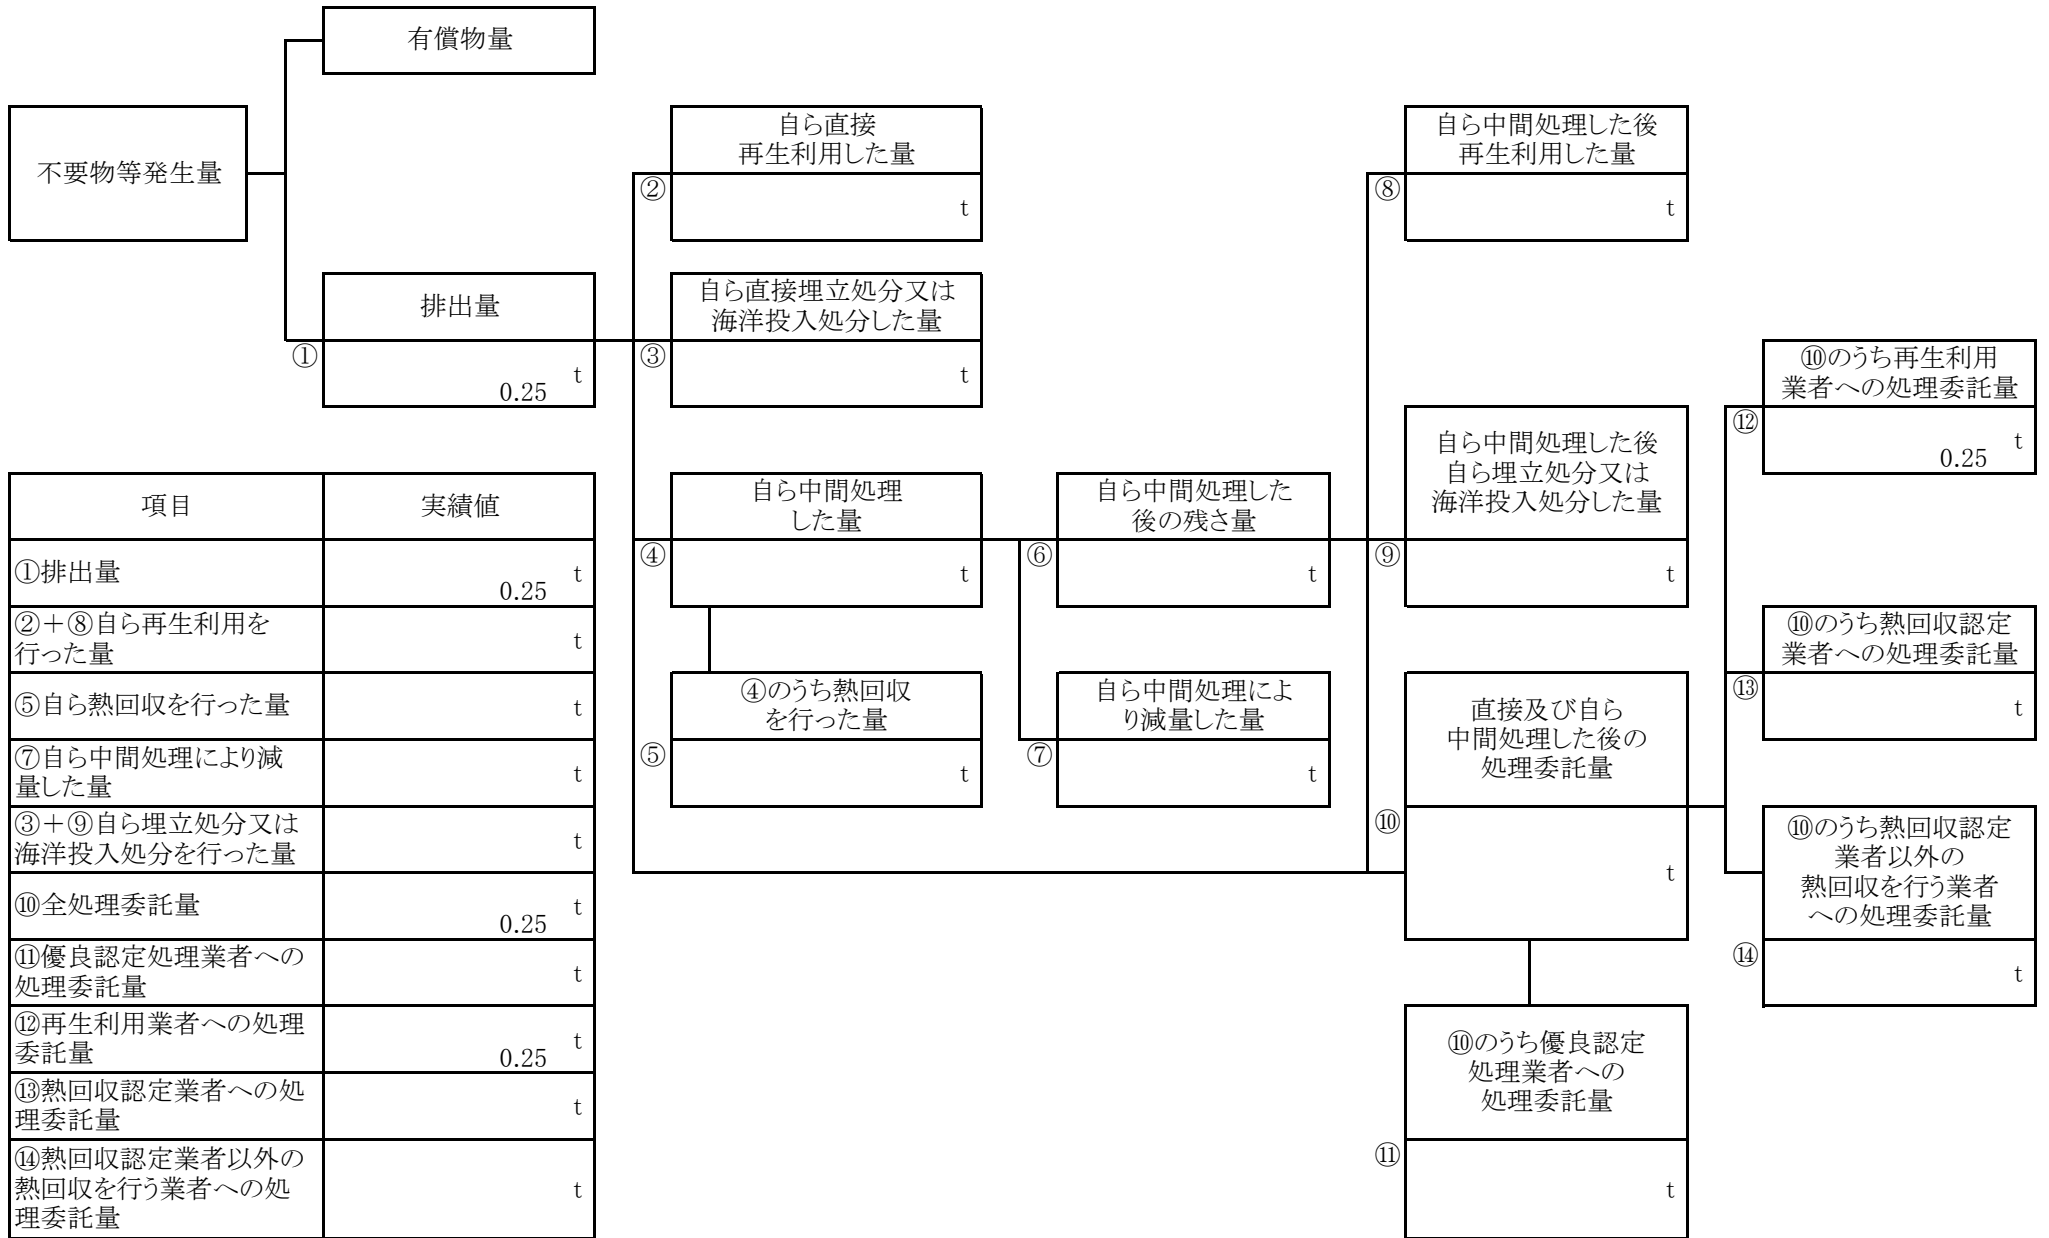 有償物量
不要物等発生量
排出量
①
t
0.25
自ら直接
再生利用した量
②
t
自ら直接埋立処分又は
海洋投入処分した量
③
t
自ら中間処理
した量
④
t
④のうち熱回収
を行った量
⑤
t
自ら中間処理した
後の残さ量
⑥
t
自ら中間処理によ
り減量した量
⑦
t
自ら中間処理した後
再生利用した量
⑧
t
自ら中間処理した後
自ら埋立処分又は
海洋投入処分した量
⑨
t
直接及び自ら
中間処理した後の
処理委託量
⑩
t
⑩のうち優良認定
処理業者への
処理委託量
⑪
t
⑩のうち再生利用
業者への処理委託量
⑫
t
0.25
⑩のうち熱回収認定
業者への処理委託量
⑬
t
⑩のうち熱回収認定
業者以外の
熱回収を行う業者
への処理委託量
⑭
t
項目 実績値
①排出量 t
0.25
②＋⑧自ら再生利用を
行った量 t
⑤自ら熱回収を行った量 t
⑦自ら中間処理により減
量した量 t
③＋⑨自ら埋立処分又は
海洋投入処分を行った量 t
⑩全処理委託量 t
0.25
⑪優良認定処理業者への
処理委託量 t
⑫再生利用業者への処理
委託量 t
0.25
⑬熱回収認定業者への処
理委託量 t
⑭熱回収認定業者以外の
熱回収を行う業者への処
理委託量 t